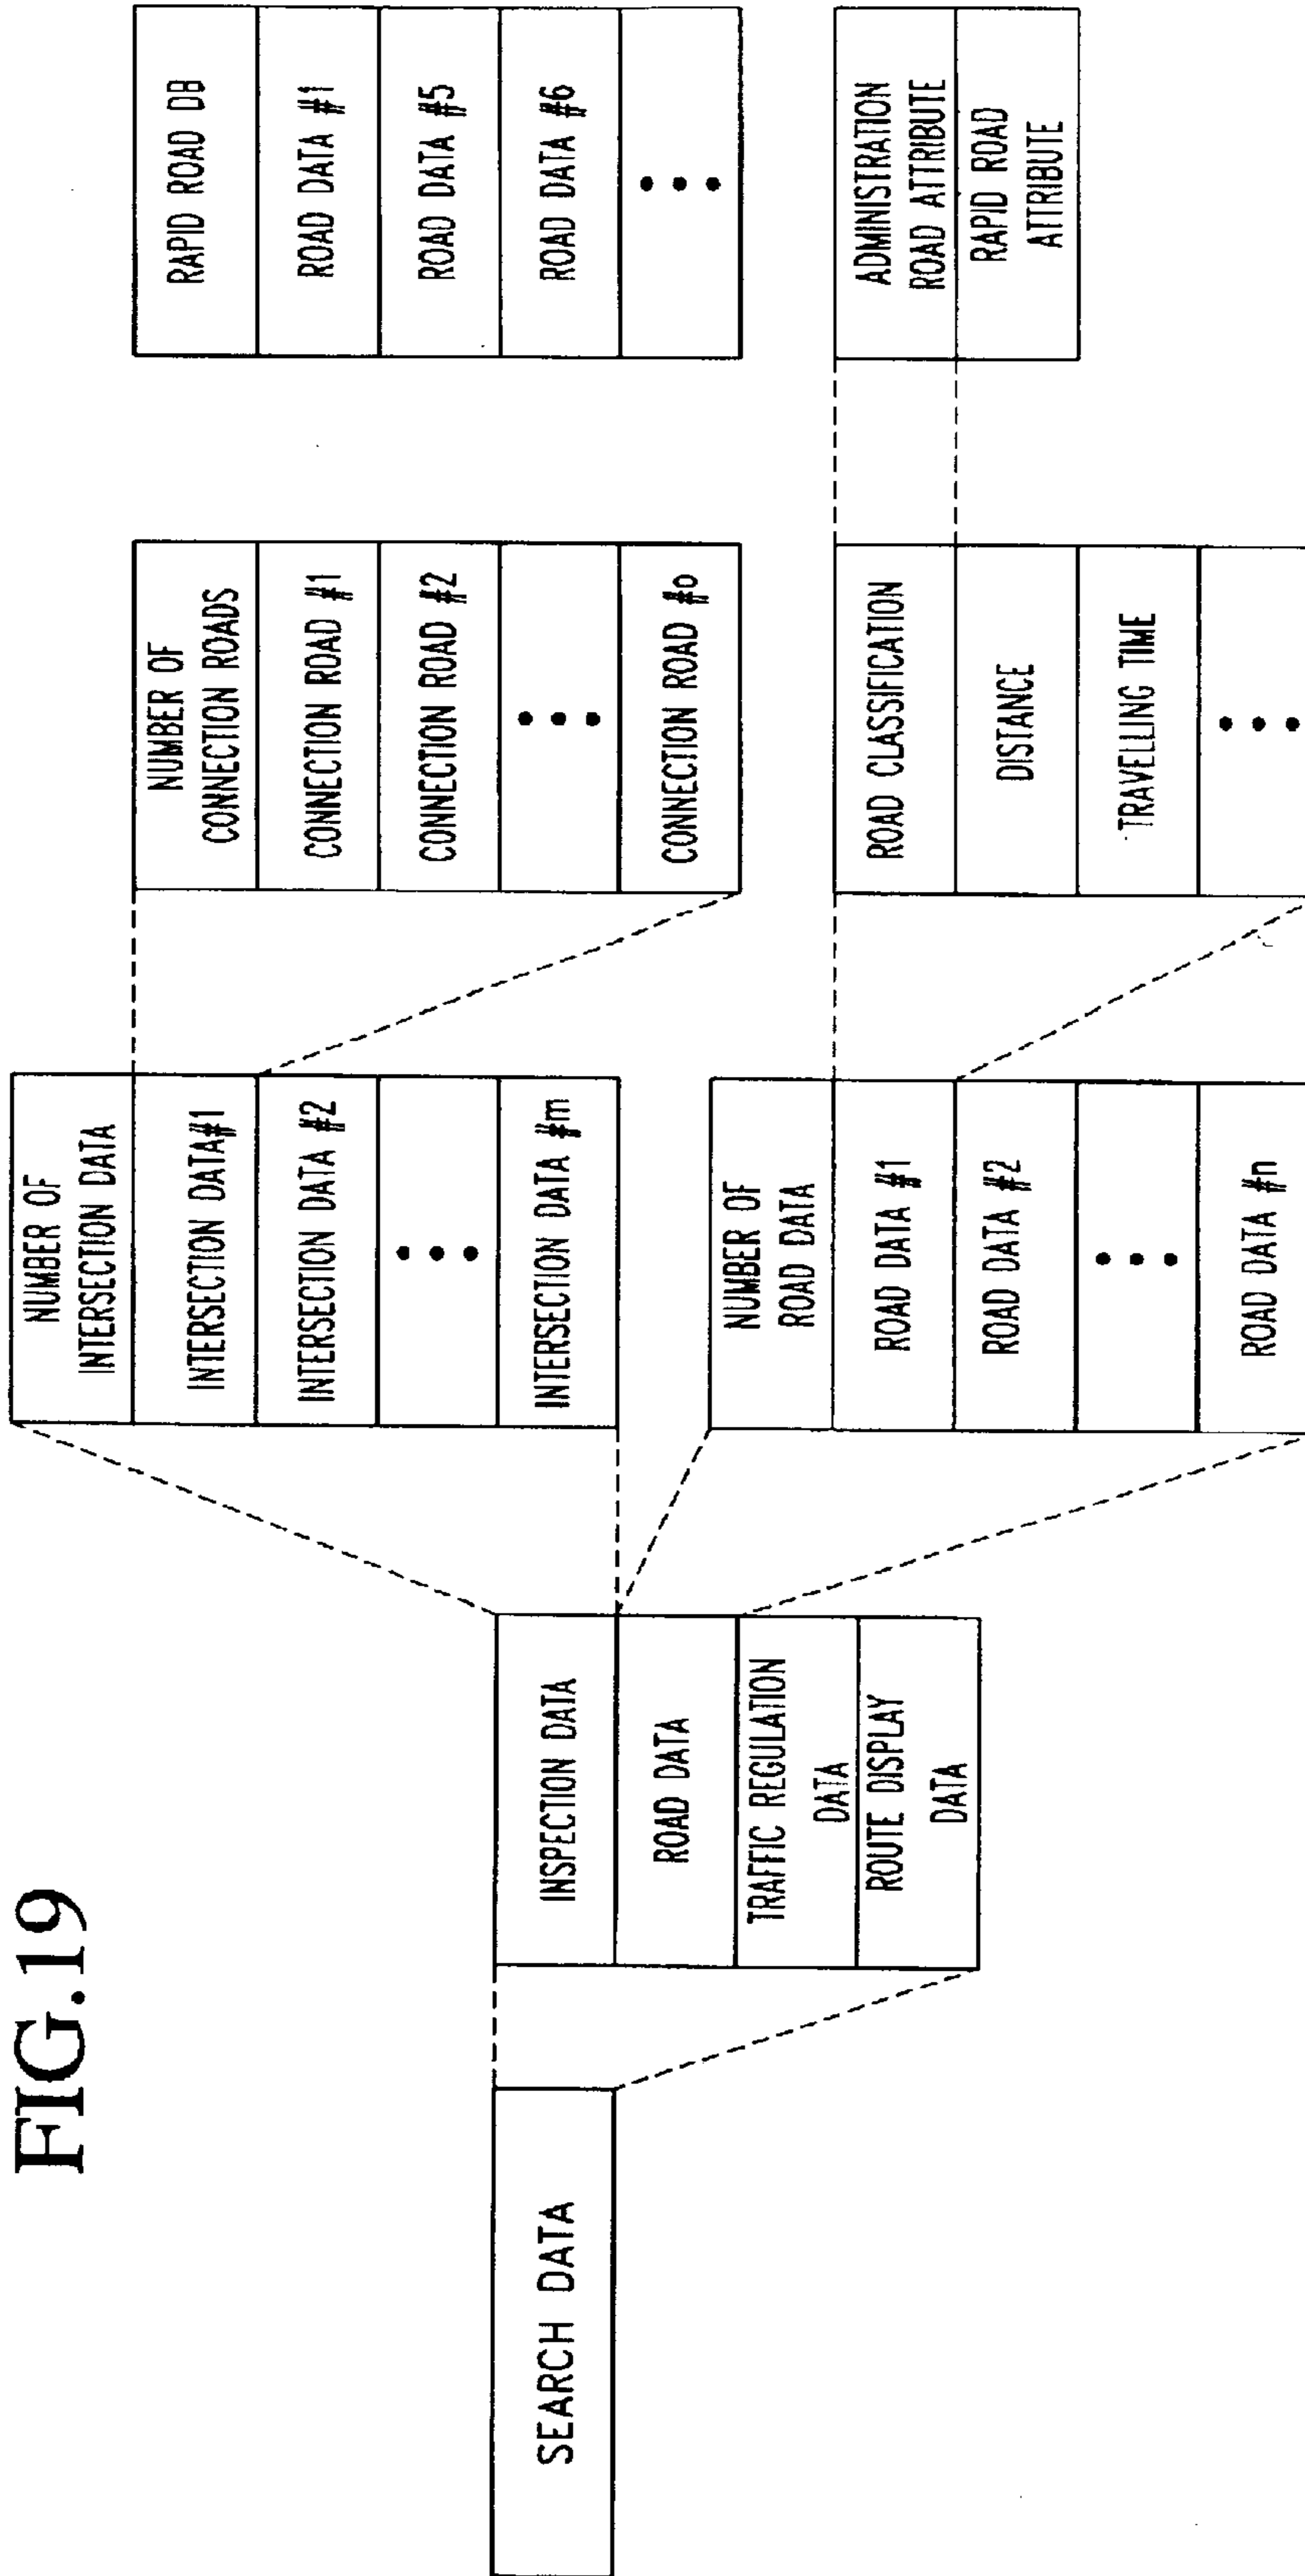 FIG.19
SEARCH DATA
INSPECTION DATA
ROAD DATA
TRAFFIC REGULATION
DATA
ROUTE DISPLAY
DATA
NUMBER OF
INTERSECTION DATA
INTERSECTION DATA#1
INTERSECTION DATA #2
INTERSECTION DATA #m
NUMBER OF
ROAD DATA
ROAD DATA #1
ROAD DATA #2
ROAD DATA #n
NUMBER OF
CONNECTION ROADS
CONNECTION ROAD #1
CONNECTION ROAD #2
CONNECTION ROAD #o
ROAD CLASSIFICATION
DISTANCE
TRAVELLING TIME
RAPID ROAD DB
ROAD DATA #1
ROAD DATA #5
ROAD DATA #6
ADMINISTRATION
ROAD ATTRIBUTE
RAPID ROAD
ATTRIBUTE